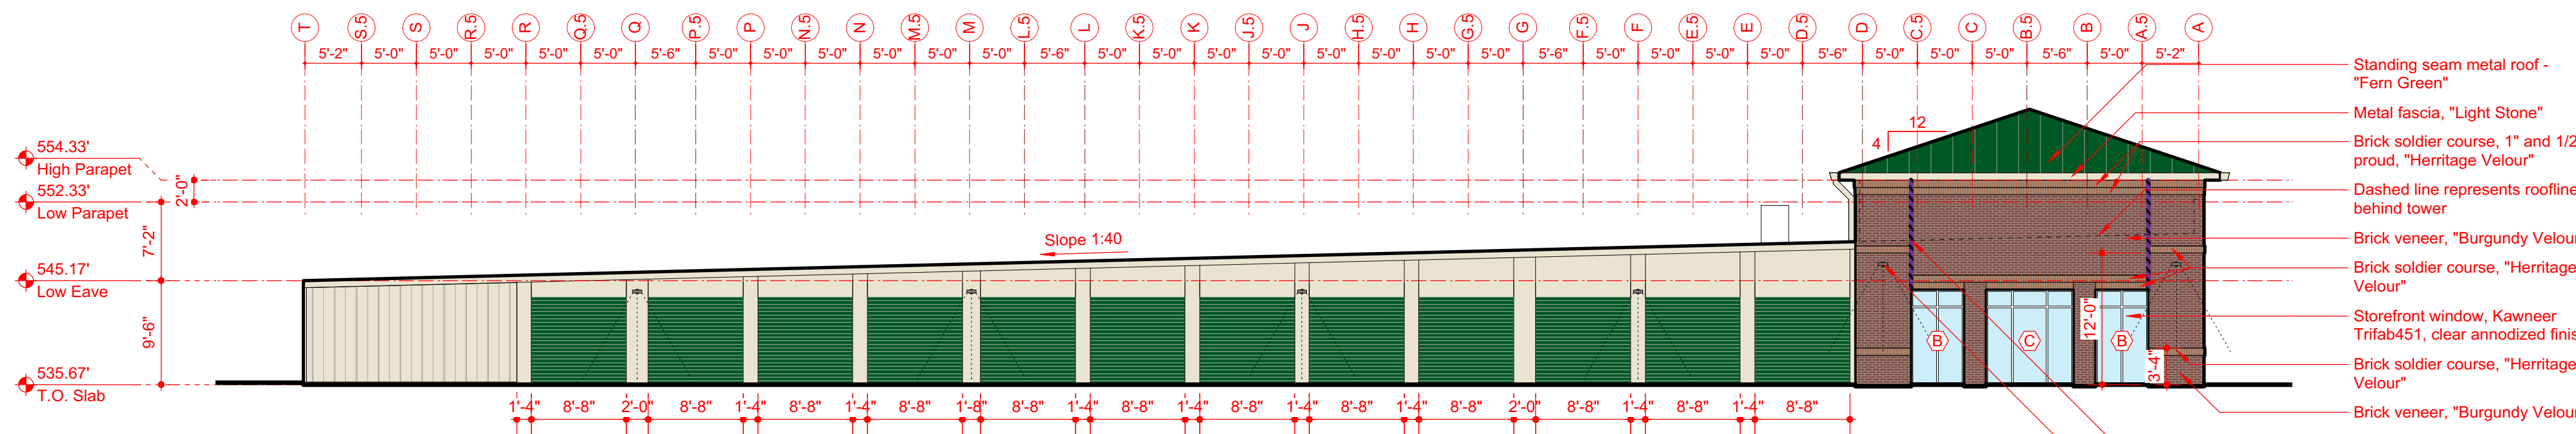 T S.5 S R.5 R Q.5 Q P.5 P N.5 N M.5 M L.5 L K.5 K J.5 J H.5 H G.5 G F.5 F E.5 E D.5 D C.5 C B.5 B A.5 A
5'-2" 5'-0" 5'-0" 5'-0" 5'-0" 5'-0" 5'-6" 5'-0" 5'-0" 5'-0" 5'-0" 5'-0" 5'-6" 5'-0" 5'-0" 5'-0" 5'-0" 5'-0" 5'-0" 5'-0" 5'-0" 5'-6" 5'-0" 5'-0" 5'-0" 5'-0" 5'-6" 5'-0" 5'-0" 5'-0" 5'-6" 5'-0" 5'-2"
Standing seam metal roof -
"Fern Green"
Metal fascia, "Light Stone"
12
4
Brick soldier course, 1" and 1/2
proud, "Herritage Velour"
554.33'
High Parapet
2'-0"
552.33'
Low Parapet
Dashed line represents roofline
behind tower
7'-2"
Slope 1:40
Brick veneer, "Burgundy Velour
545.17'
Low Eave
Brick soldier course, "Herritage
Velour"
9'-6"
12'-0"
Storefront window, Kawneer
Trifab451, clear annodized finis
B C B
3'-4"
535.67'
T.O. Slab
Brick soldier course, "Herritage
Velour"
Brick veneer, "Burgundy Velour
1'-4" 8'-8" 2'-0" 8'-8" 1'-4" 8'-8" 1'-4" 8'-8" 1'-8" 8'-8" 1'-4" 8'-8" 1'-4" 8'-8" 1'-4" 8'-8" 1'-4" 8'-8" 2'-0" 8'-8" 1'-4" 8'-8" 1'-4" 8'-8"